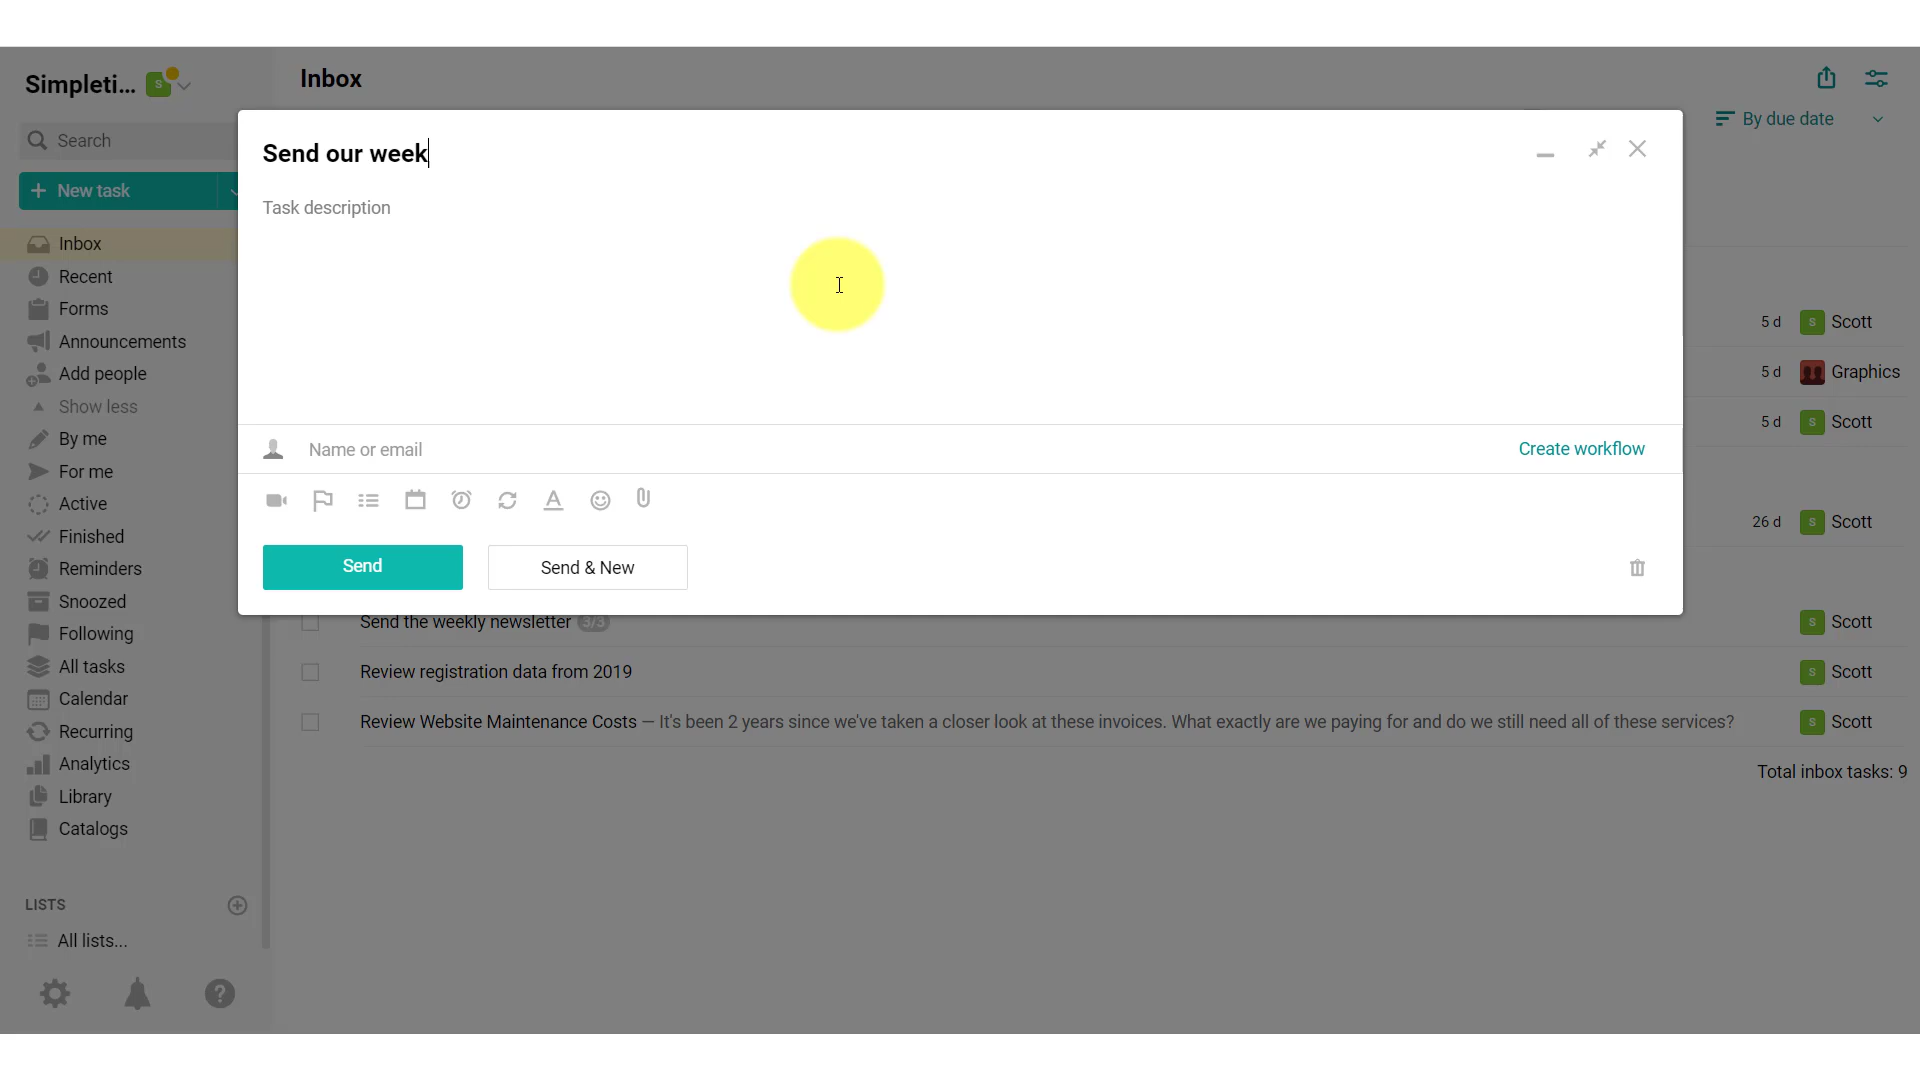 Simpleti...
S
Inbox
Search
By due date
New task
Send our week
Task description
Inbox
Recent
Forms
Announcements
Add people
Show less
By me
For me
Active
Finished
Reminders
Snoozed
Following
All tasks
Calendar
Recurring
Analytics
Library
Catalogs
LISTS
All lists...
5 d S Scott
5 d Graphics
5 d S Scott
Name or email
Create workflow
26 d S Scott
Send
Send & New
Send the weekly newsletter 3/3 S Scott
Review registration data from 2019 S Scott
Review Website Maintenance Costs — It's been 2 years since we've taken a closer look at these invoices. What exactly are we paying for and do we still need all of these services? S Scott
Total inbox tasks: 9